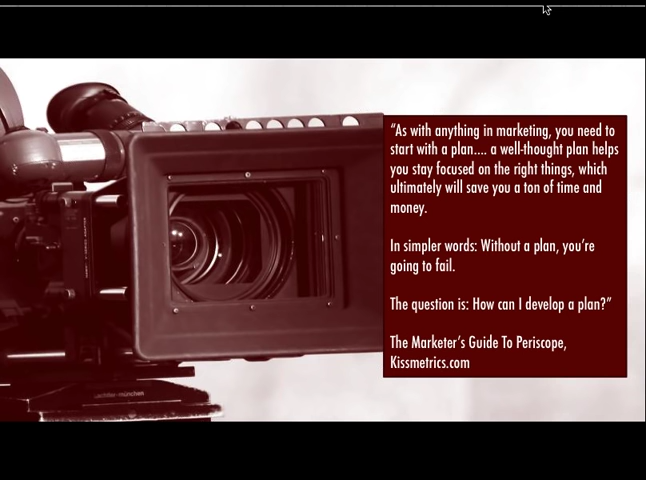 "As with anything in marketing, you need to
start with a plan.... a well-thought plan helps
you stay focused on the right things, which
ultimately will save you a ton of time and
money.
In simpler words: Without a plan, you're
going to fail.
The question is: How can I develop a plan?"
The Marketer's Guide To Periscope,
Kissmetrics.com